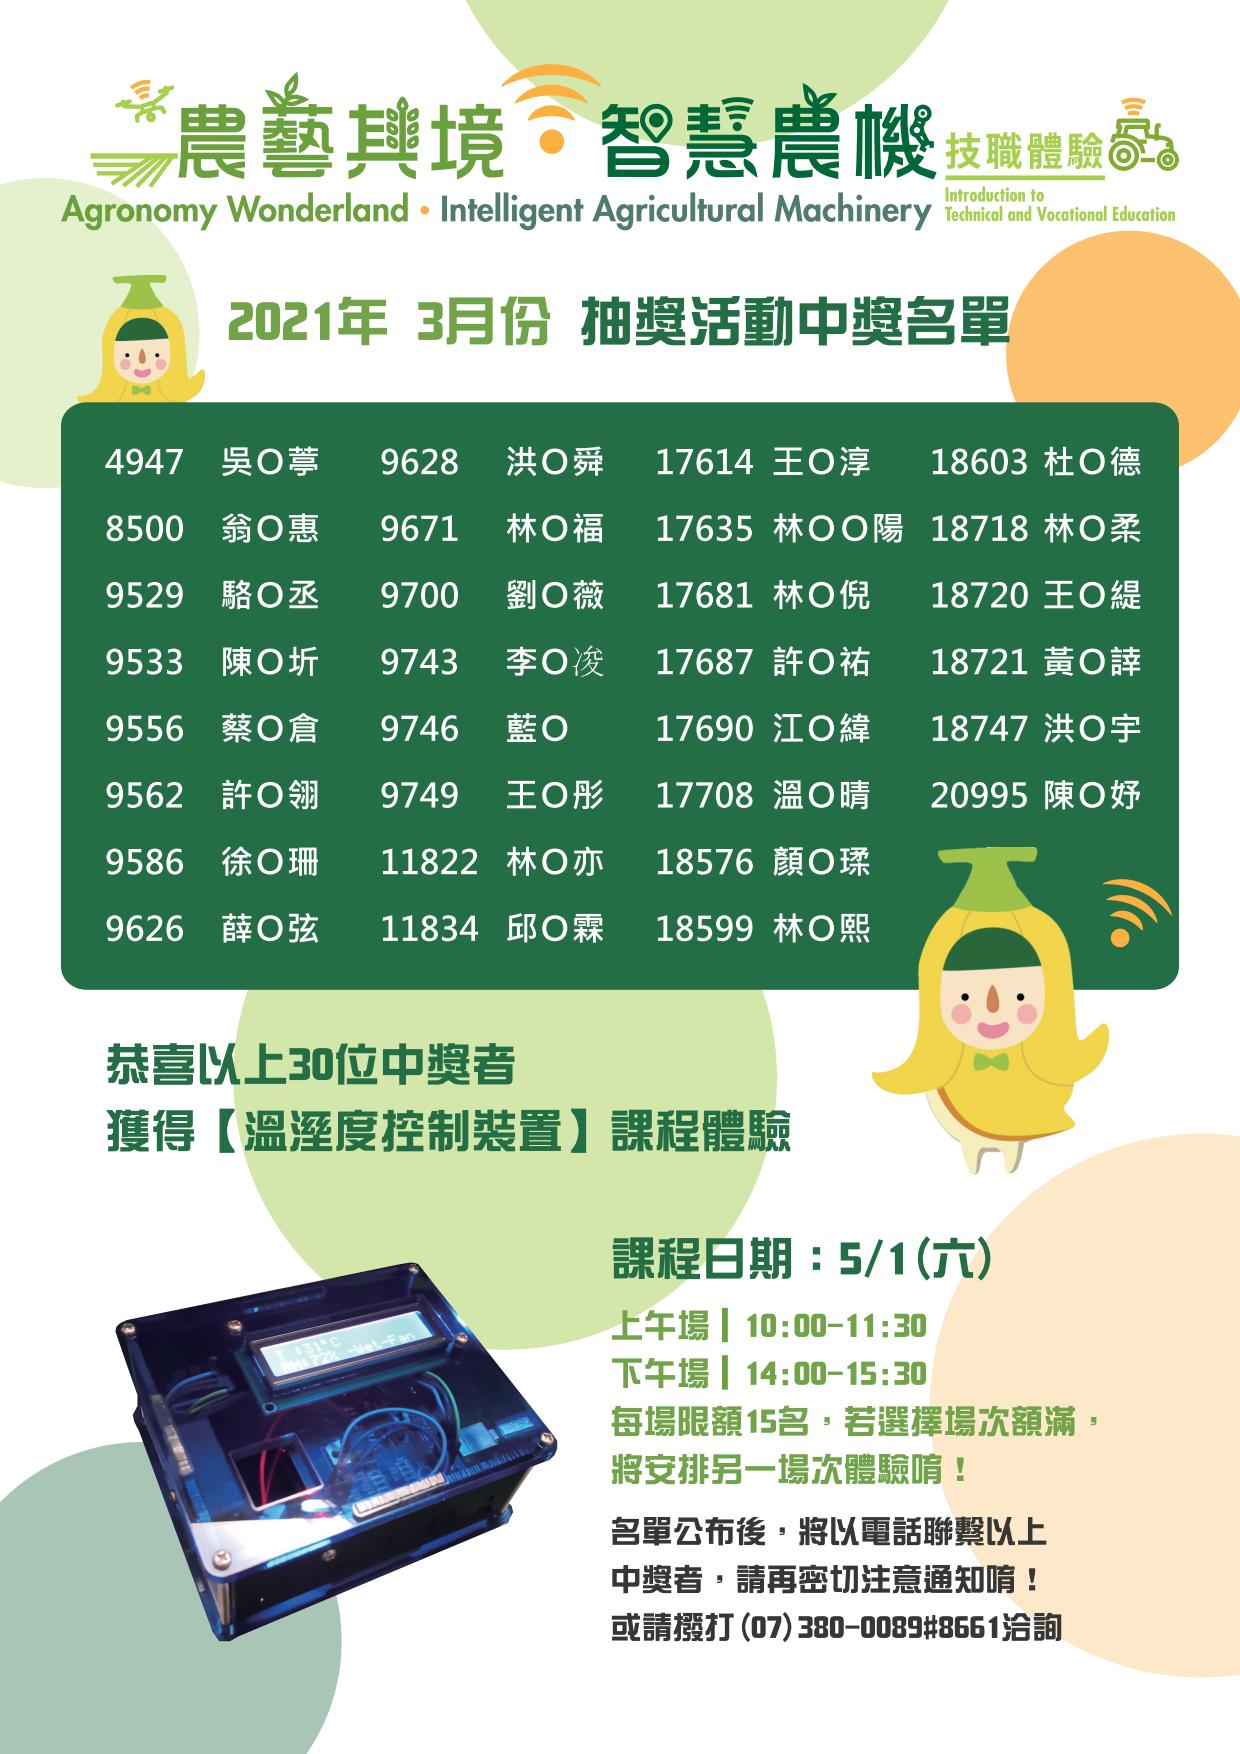 農藝其境 智慧農機 技職體驗
Agronomy Wonderland • Intelligent Agricultural Machinery
Introduction to
Technical and Vocational Education
2021年 3月份 抽獎活動中獎名單
4947 吳O葶 9628 洪O舜 17614 王O淳 18603 杜O德
8500 翁O惠 9671 林O福 17635 林OO陽 18718 林O柔
9529 駱O丞 9700 劉O薇 17681 林O倪 18720 王O緹
9533 陳O圻 9743 李O凌 17687 許O祐 18721 黃O諱
9556 蔡O倉 9746 藍O 17690 江O緯 18747 洪O宇
9562 許O翎 9749 王O彤 17708 溫O晴 20995 陳O妤
9586 徐O珊 11822 林O亦 18576 顏O瑈
9626 薛O弦 11834 邱O霖 18599 林O熙
恭喜以上30位中獎者
獲得【溫溼度控制裝置】課程體驗
課程日期：5/1(六)
上午場┃10:00-11:30
下午場┃14:00-15:30
每場限額15名，若選擇場次額滿，
將安排另一場次體驗唷！
名單公布後，將以電話聯繫以上
中獎者，請再密切注意通知唷！
或請撥打(07)380-0089#8661洽詢
T :31°C
RH:77% -Wet-Fan